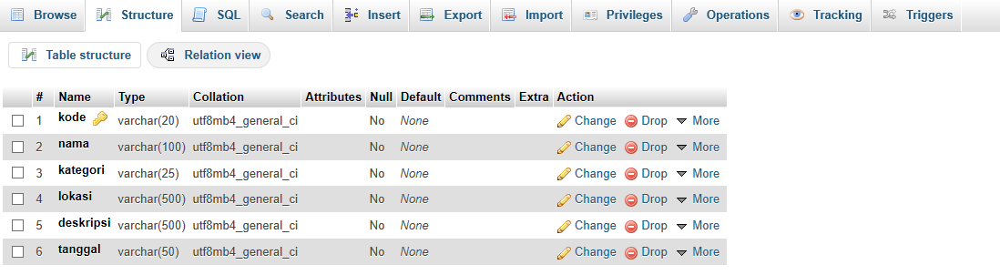 Browse Structure SQL Search Insert Export Import Privileges Operations Tracking Triggers
Table structure Relation view
# Name Type Collation Attributes Null Default Comments Extra Action
1 kode varchar(20) utf8mb4_general_ci No None Change Drop More
2 nama varchar(100) utf8mb4_general_ci No None Change Drop More
3 kategori varchar(25) utf8mb4_general_ci No None Change Drop More
4 lokasi varchar(500) utf8mb4_general_ci No None Change Drop More
5 deskripsi varchar(500) utf8mb4_general_ci No None Change Drop More
6 tanggal varchar(50) utf8mb4_general_ci No None Change Drop More